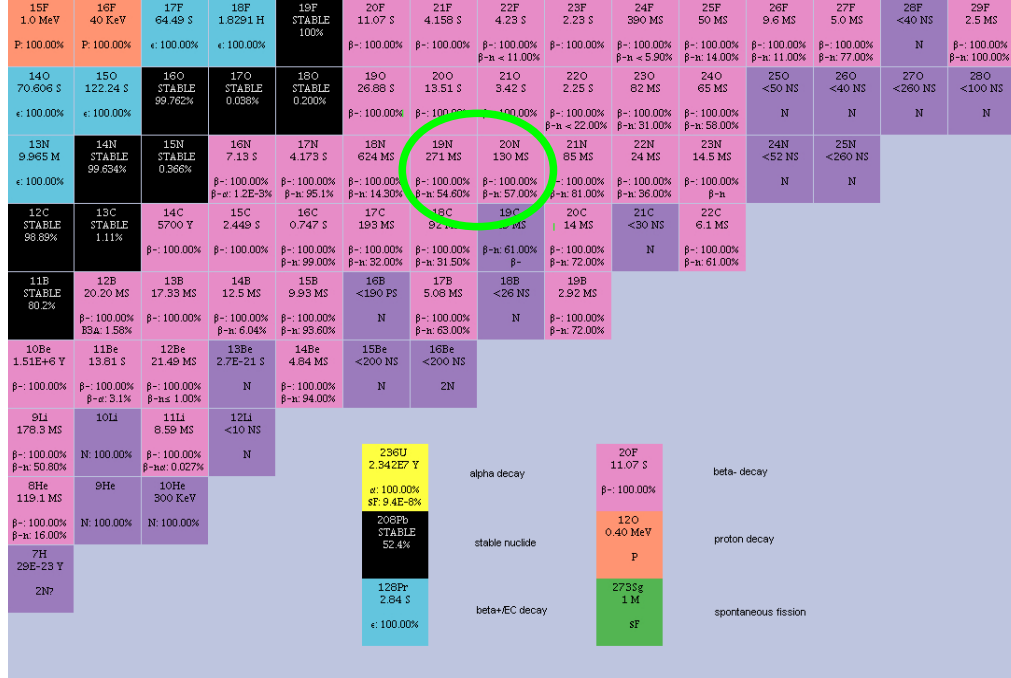 15F
1.0 MeV
P: 100.00%
16F
40 KeV
P: 100.00%
17F
64.49 S
ϵ: 100.00%
18F
1.8291 H
ϵ: 100.00%
19F
STABLE
100%
20F
11.07 S
β-: 100.00%
21F
4.158 S
β-: 100.00%
22F
4.23 S
β-: 100.00%
β-n < 11.00%
23F
2.23 S
β-: 100.00%
24F
390 MS
β-: 100.00%
β-n < 5.90%
25F
50 MS
β-: 100.00%
β-n: 14.00%
26F
9.6 MS
β-: 100.00%
β-n: 11.00%
27F
5.0 MS
β-: 100.00%
β-n: 77.00%
28F
<40 NS
N
29F
2.5 MS
β-: 100.00%
β-n: 100.00%
14O
70.606 S
ϵ: 100.00%
15O
122.24 S
ϵ: 100.00%
16O
STABLE
99.762%
17O
STABLE
0.038%
18O
STABLE
0.200%
19O
26.88 S
β-: 100.00%
20O
13.51 S
β-: 100.00%
21O
3.42 S
β-: 100.00%
22O
2.25 S
β-: 100.00%
β-n < 22.00%
23O
82 MS
β-: 100.00%
β-n: 31.00%
24O
65 MS
β-: 100.00%
β-n: 58.00%
25O
<50 NS
N
26O
<40 NS
N
27O
<260 NS
N
28O
<100 NS
N
13N
9.965 M
ϵ: 100.00%
14N
STABLE
99.634%
15N
STABLE
0.366%
16N
7.13 S
β-: 100.00%
β-α: 1.2E-3%
17N
4.173 S
β-: 100.00%
β-n: 95.1%
18N
624 MS
β-: 100.00%
β-n: 14.30%
19N
271 MS
β-: 100.00%
β-n: 54.60%
20N
130 MS
β-: 100.00%
β-n: 57.00%
21N
85 MS
β-: 100.00%
β-n: 81.00%
22N
24 MS
β-: 100.00%
β-n: 36.00%
23N
14.5 MS
β-: 100.00%
β-n
24N
<52 NS
N
25N
<260 NS
N
12C
STABLE
98.89%
13C
STABLE
1.11%
14C
5700 Y
β-: 100.00%
15C
2.449 S
β-: 100.00%
16C
0.747 S
β-: 100.00%
β-n: 99.00%
17C
193 MS
β-: 100.00%
β-n: 32.00%
18C
92
β-: 100.00%
β-n: 31.50%
19C
MS
β-n: 61.00%
β-
20C
14 MS
β-: 100.00%
β-n: 72.00%
21C
<30 NS
N
22C
6.1 MS
β-: 100.00%
β-n: 61.00%
11B
STABLE
80.2%
12B
20.20 MS
β-: 100.00%
B3A: 1.58%
13B
17.33 MS
β-: 100.00%
14B
12.5 MS
β-: 100.00%
β-n: 6.04%
15B
9.93 MS
β-: 100.00%
β-n: 93.60%
16B
<190 PS
N
17B
5.08 MS
β-: 100.00%
β-n: 63.00%
18B
<26 NS
N
19B
2.92 MS
β-: 100.00%
β-n: 72.00%
10Be
1.51E+6 Y
β-: 100.00%
11Be
13.81 S
β-: 100.00%
β-α: 3.1%
12Be
21.49 MS
β-: 100.00%
β-n≤ 1.00%
13Be
2.7E-21 S
N
14Be
4.84 MS
β-: 100.00%
β-n: 94.00%
15Be
<200 NS
N
16Be
<200 NS
2N
9Li
178.3 MS
β-: 100.00%
β-n: 50.80%
10Li
N: 100.00%
11Li
8.59 MS
β-: 100.00%
β-nα: 0.027%
12Li
<10 NS
N
8He
119.1 MS
β-: 100.00%
β-n: 16.00%
9He
N: 100.00%
10He
300 KeV
N: 100.00%
7H
29E-23 Y
2N?
236U
2.342E7 Y
α: 100.00%
SF: 9.4E-8%
alpha decay
20F
11.07 S
β-: 100.00%
beta- decay
208Pb
STABLE
52.4%
stable nuclide
12O
0.40 MeV
P
proton decay
128Pr
2.84 S
ϵ: 100.00%
beta+/EC decay
273Sg
1 M
SF
spontaneous fission